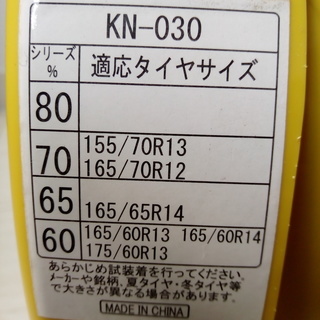 KN-030
シリーズ
%
適応タイヤサイズ
80
70
155/70R13
165/70R12
65
165/65R14
60
165/60R13 165/60R14
175/60R13
あらかじめ試装着を行ってください。
メーカーや銘柄、夏タイヤ・冬タイヤ等
で大きさが異なる場合があります。
MADE IN CHINA